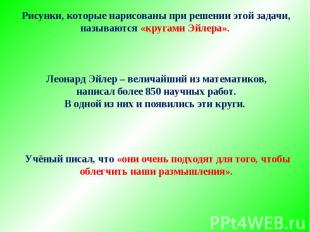 Рисунки, которые нарисованы при решении этой задачи,
называются «кругами Эйлера».
Леонард Эйлер – величайший из математиков,
написал более 850 научных работ.
В одной из них и появились эти круги.
Учёный писал, что «они очень подходят для того, чтобы
облегчить наши размышления».
PPt4WEB.ru